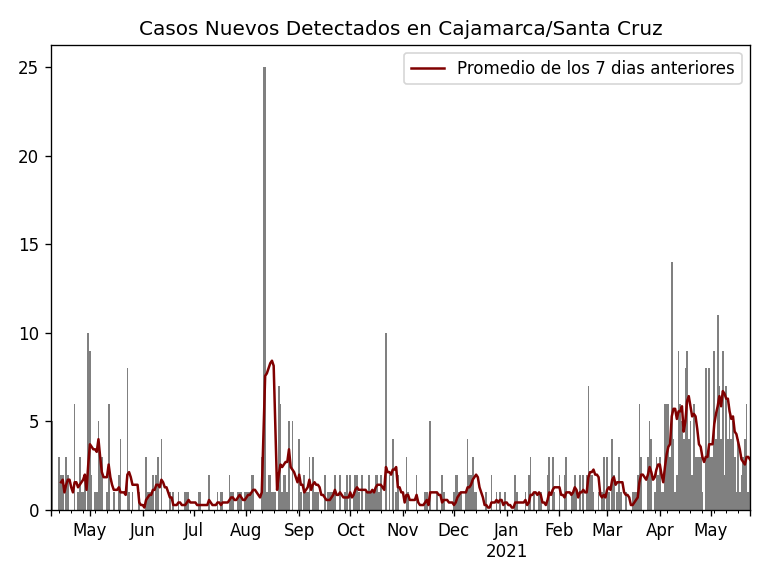 Casos Nuevos Detectados en Cajamarca/Santa Cruz
Promedio de los 7 dias anteriores
25
20
15
10
5
0
May Jun Jul Aug Sep Oct Nov Dec Jan Feb Mar Apr May
2021